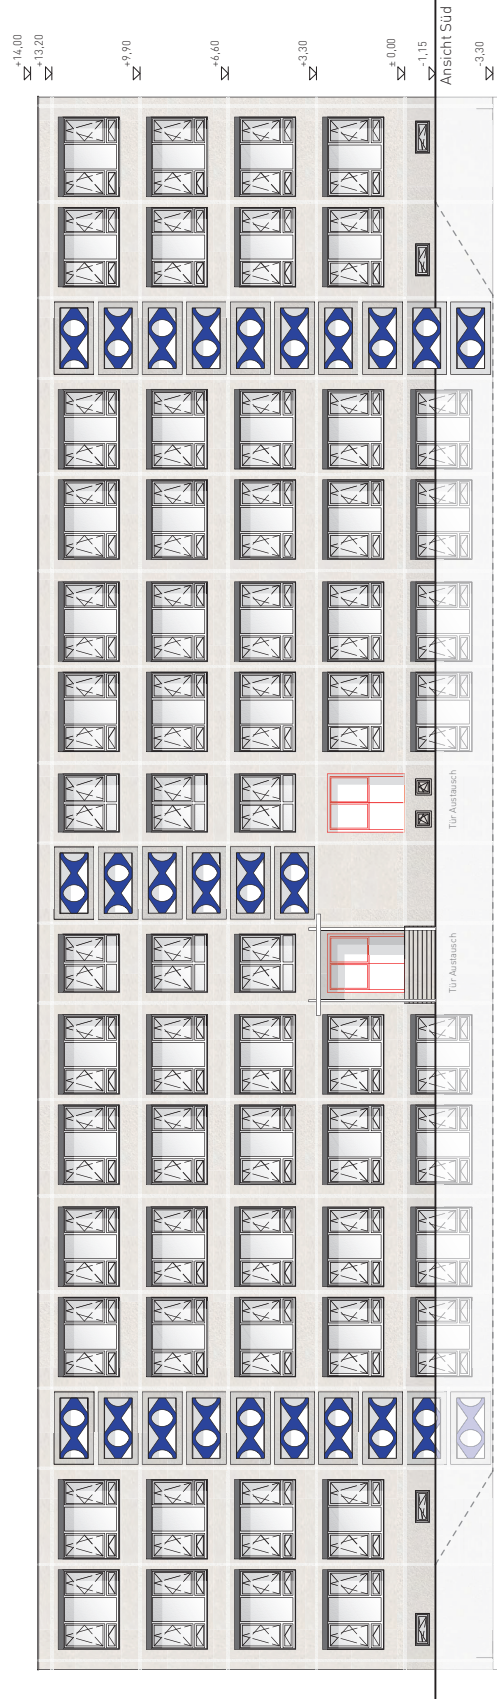 +14,00
+13,20
+9,90
+6,60
+3,30
± 0,00
-1,15
Ansicht Süd
-3,30
Tür Austausch
Tür Austausch